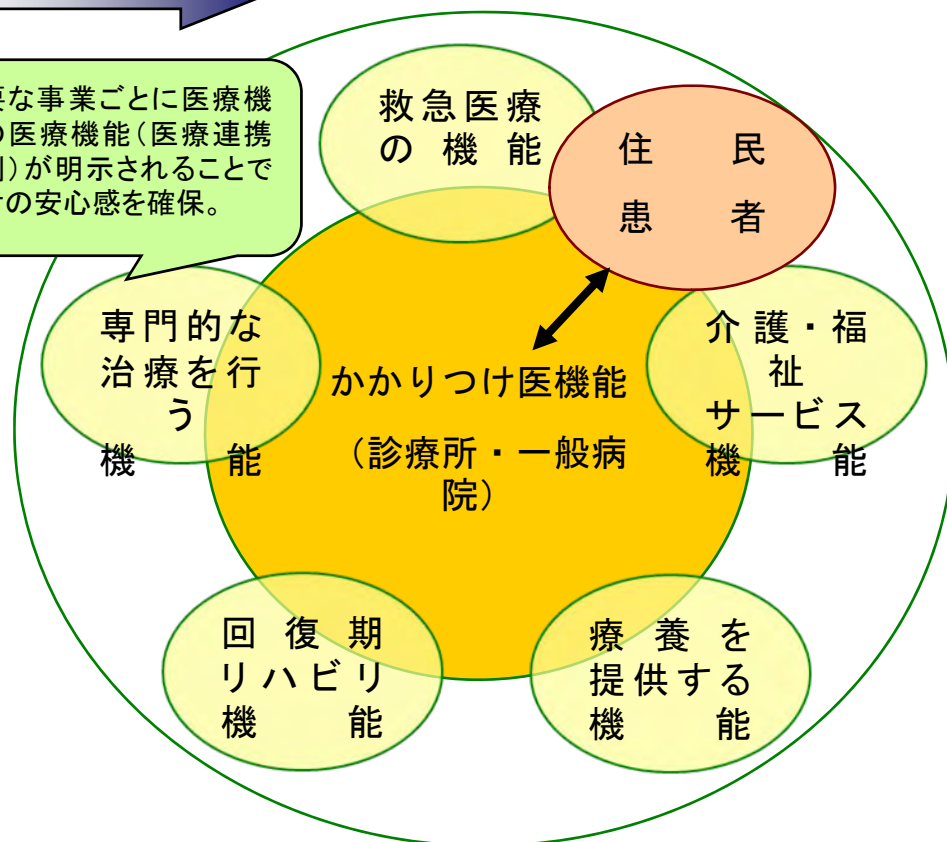 要な事業ごとに医療機
の医療機能（医療連携
制）が明示されることで
の安心感を確保。
救急医療
の機能
住民
患者
専門的な
治療を行
う
機能
かかりつけ医機能
（診療所・一般病
院）
介護・福
祉
サービス
機能
回復期
リハビリ
機能
療養を
提供する
機能